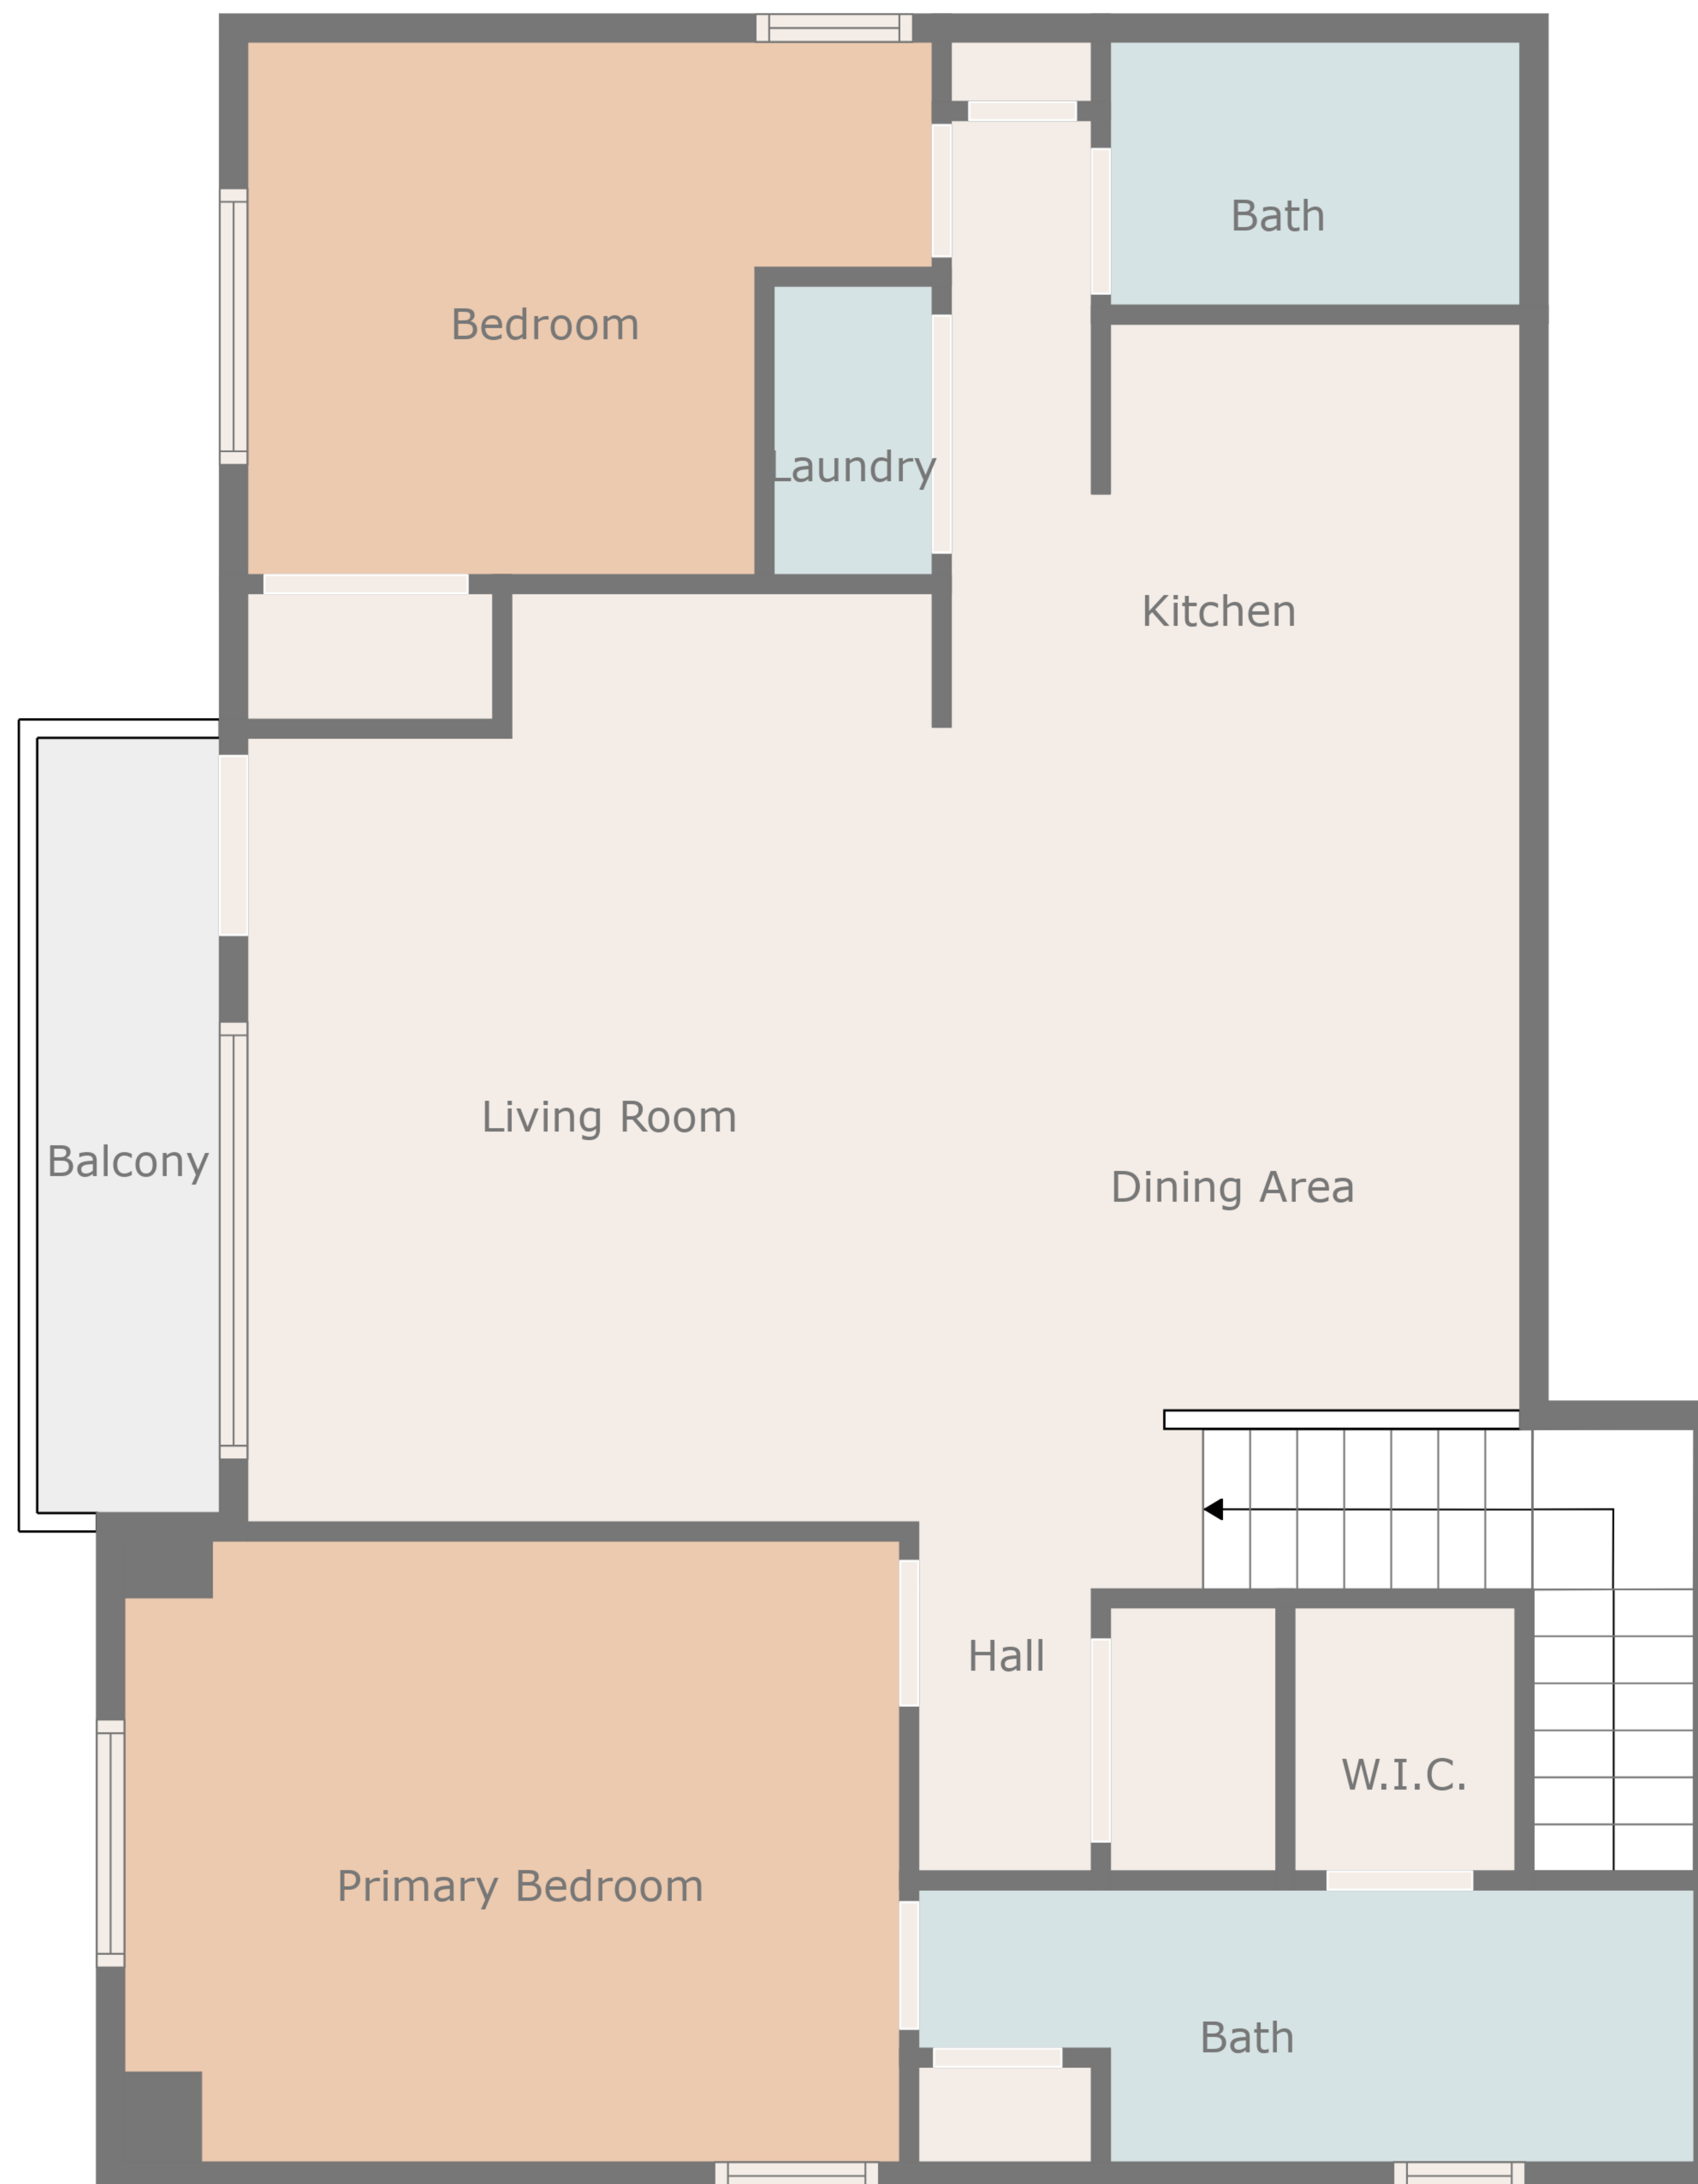 Bath
Bedroom
Laundry
Kitchen
Living Room
Balcony
Dining Area
Hall
W.I.C.
Primary Bedroom
Bath